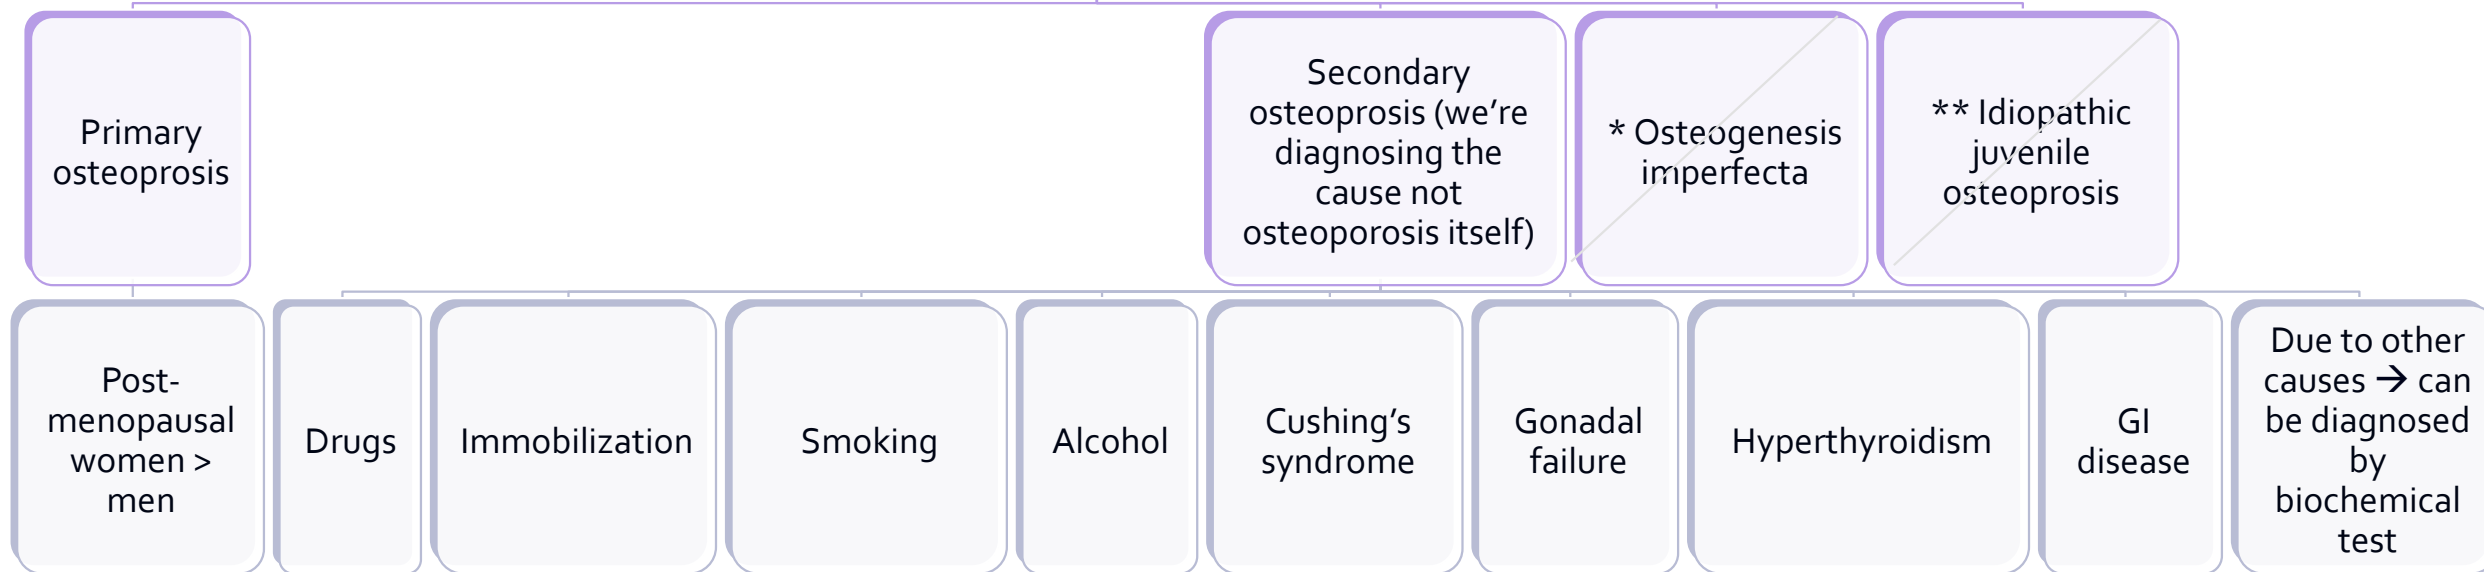 Primary
osteoprosis
Secondary
osteoprosis (we’re
diagnosing the
cause not
osteoporosis itself)
* Osteogenesis
imperfecta
** Idiopathic
juvenile
osteoprosis
Post-
menopausal
women >
men
Drugs
Immobilization
Smoking
Alcohol
Cushing’s
syndrome
Gonadal
failure
Hyperthyroidism
GI
disease
Due to other
causes → can
be diagnosed
by
biochemical
test